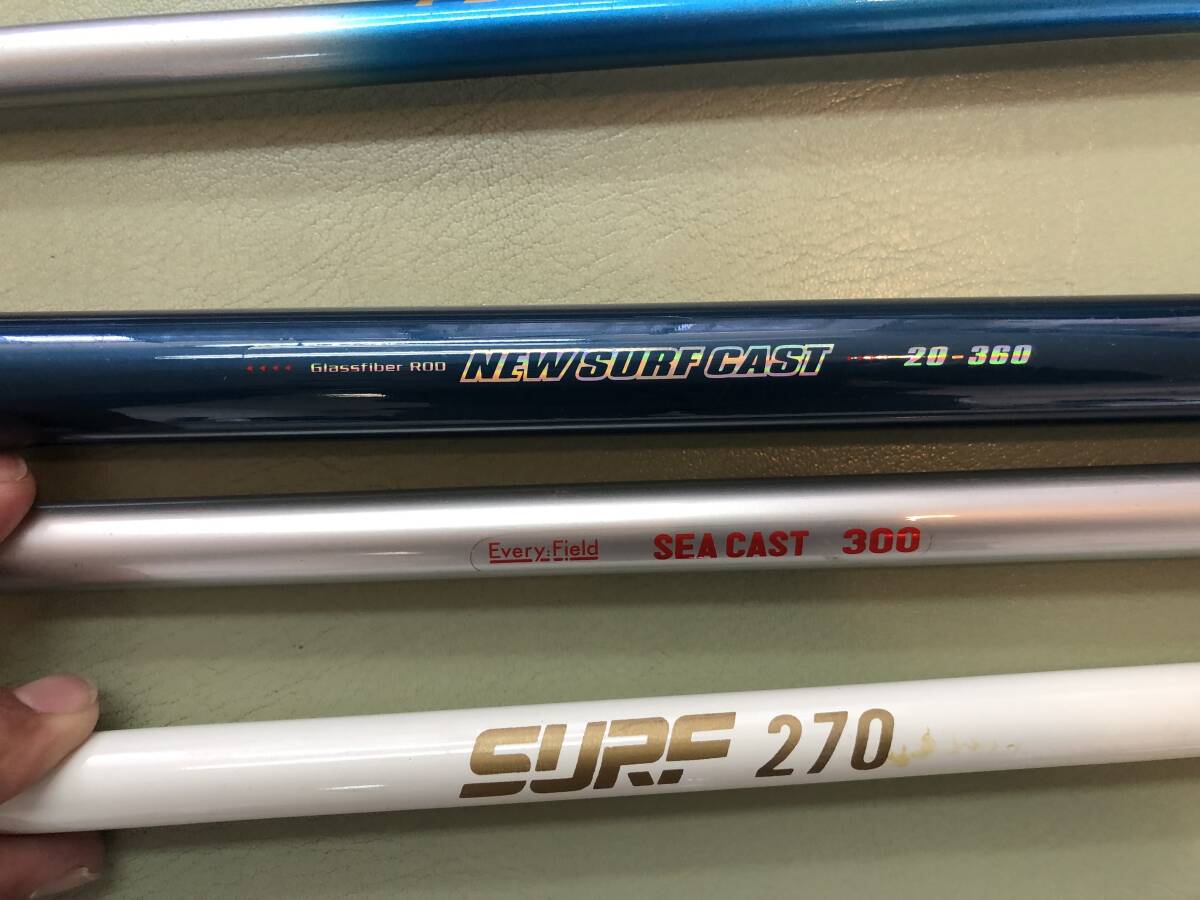 Glassfiber ROD NEW SURF CAST 20-360
Every:Field SEA CAST 300
SURF 270